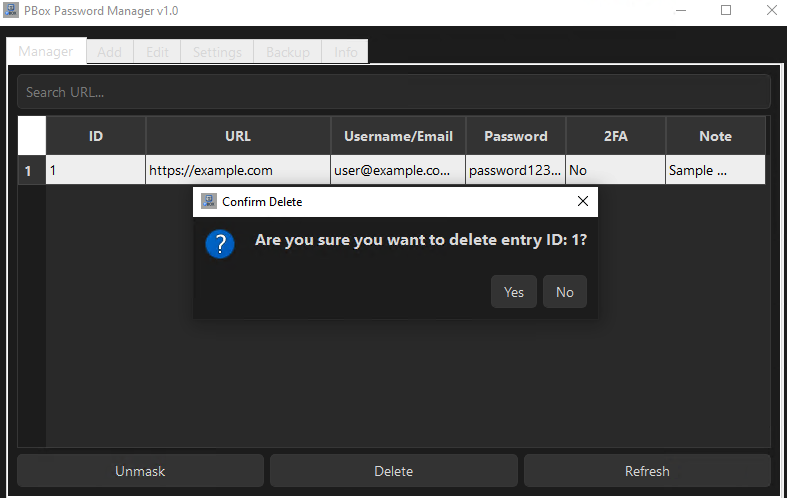 PBox Password Manager v1.0
Manager Add Edit Settings Backup Info
Search URL...
ID URL Username/Email Password 2FA Note
1 1 https://example.com user@example.co... password123... No Sample ...
Confirm Delete
? Are you sure you want to delete entry ID: 1?
Yes No
Unmask Delete Refresh